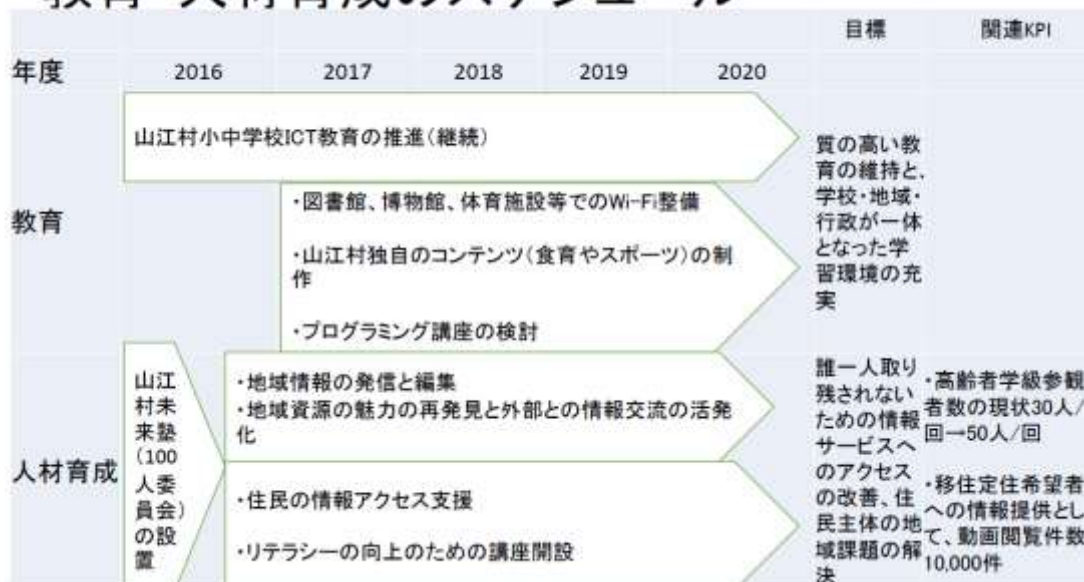 教育・人材育成のスケジュール
目標 関連KPI
年度 2016 2017 2018 2019 2020
山江村小中学校ICT教育の推進(継続)
教育
・図書館、博物館、体育施設等でのWi-Fi整備
・山江村独自のコンテンツ(食育やスポーツ)の制
作
・プログラミング講座の検討
質の高い教
育の維持と、
学校・地域・
行政が一体
となった学
習環境の充
実
人材育成
山江
村未
来塾
(100
人委
員会)
の設
置
・地域情報の発信と編集
・地域資源の魅力の再発見と外部との情報交流の活発
化
・住民の情報アクセス支援
・リテラシーの向上のための講座開設
誰一人取り
残されない
ための情報
サービスへ
のアクセス
の改善、住
民主体の地
域課題の解
決
・高齢者学級参観
者数の現状30人/
回→50人/回
・移住定住希望者
への情報提供とし
て、動画閲覧件数
10,000件